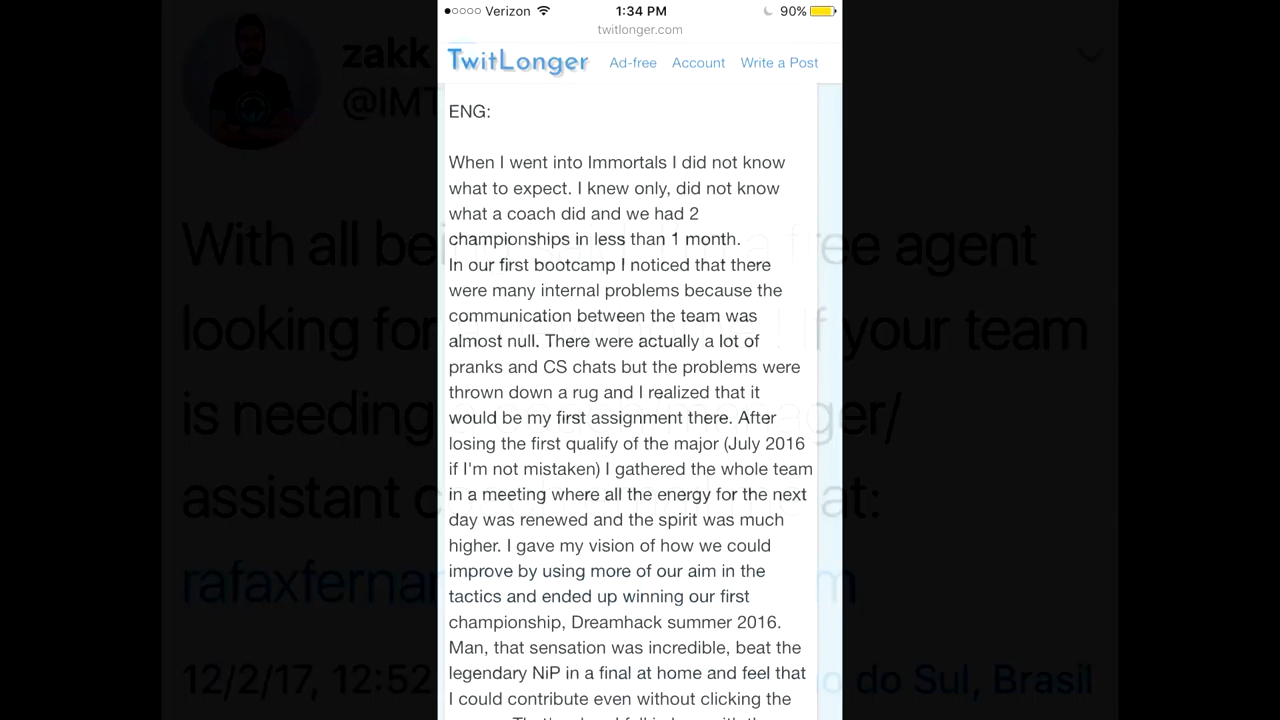 Verizon 1:34 PM 90%
twitlonger.com
TwitLonger Ad-free Account Write a Post
ENG:
When I went into Immortals I did not know
what to expect. I knew only, did not know
what a coach did and we had 2
championships in less than 1 month.
In our first bootcamp I noticed that there
were many internal problems because the
communication between the team was
almost null. There were actually a lot of
pranks and CS chats but the problems were
thrown down a rug and I realized that it
would be my first assignment there. After
losing the first qualify of the major (July 2016
if I'm not mistaken) I gathered the whole team
in a meeting where all the energy for the next
day was renewed and the spirit was much
higher. I gave my vision of how we could
improve by using more of our aim in the
tactics and ended up winning our first
championship, Dreamhack summer 2016.
Man, that sensation was incredible, beat the
legendary NiP in a final at home and feel that
I could contribute even without clicking the
zakk
@IMT
With all bei a free agent
looking for ! If your team
is needing ager/
assistant c at:
rafaxfernan m
12/2/17, 12:52 do Sul, Brasil